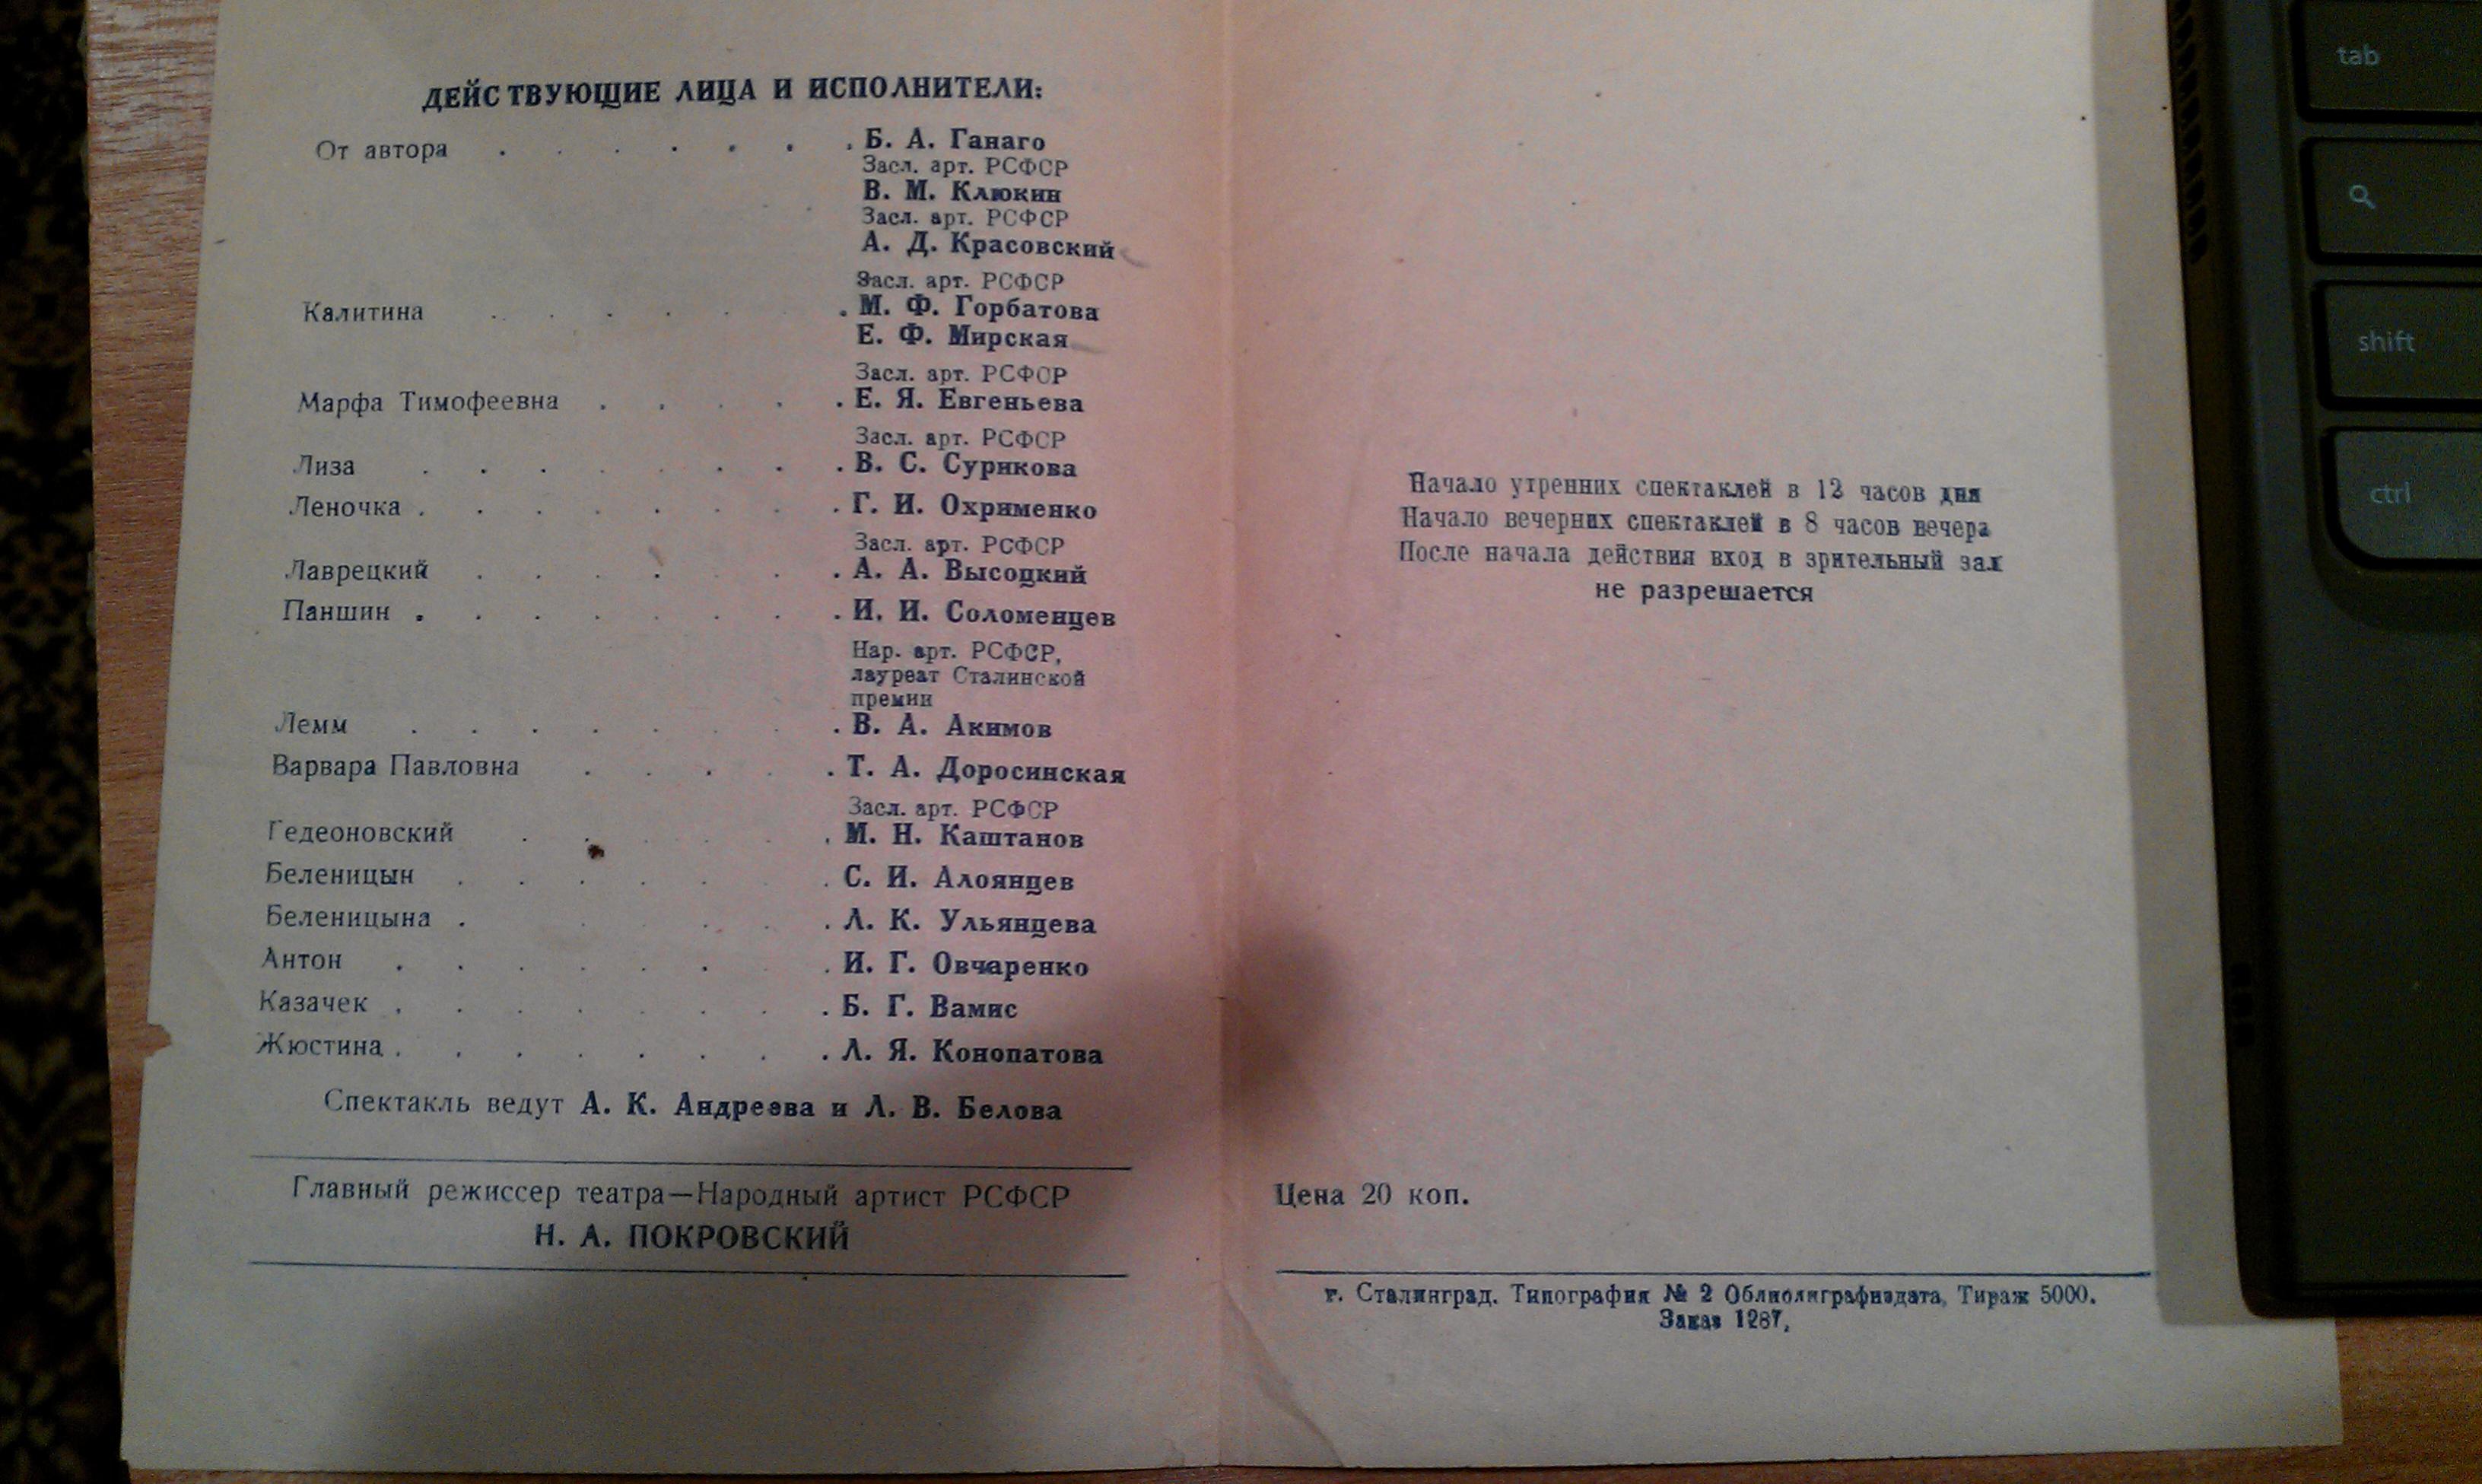 ДЕЙСТВУЮЩИЕ ЛИЦА И ИСПОЛНИТЕЛИ:
От автора . . . . . . . Б. А. Ганаго
Засл. арт. РСФСР
В. М. Клюкин
Засл. арт. РСФСР
А. Д. Красовский
Засл. арт. РСФСР
Калитина . . . . . . М. Ф. Горбатова
Е. Ф. Мирская
Засл. арт. РСФСР
Марфа Тимофеевна . . . . . Е. Я. Евгеньева
Засл. арт. РСФСР
Лиза . . . . . . . . В. С. Сурикова
Леночка . . . . . . . . Г. И. Охрименко
Засл. арт. РСФСР
Лаврецкий . . . . . . А. А. Высоцкий
Паншин . . . . . . . . И. И. Соломенцев
Нар. арт. РСФСР,
лауреат Сталинской
премии
Лемм . . . . . . . В. А. Акимов
Варвара Павловна . . . . . Т. А. Доросинская
Засл. арт. РСФСР
Гедеоновский . . . . . . М. Н. Каштанов
Беленицын . . . . . . С. И. Алоянцев
Беленицына . . . . . Л. К. Ульянцева
Антон . . . . . . . И. Г. Овчаренко
Казачек . . . . . . . . Б. Г. Вамис
Жюстина . . . . . . . . Л. Я. Конопатова
Спектакль ведут А. К. Андреева и Л. В. Белова
Главный режиссер театра—Народный артист РСФСР
Н. А. ПОКРОВСКИЙ
Начало утренних спектаклей в 12 часов дня
Начало вечерних спектаклей в 8 часов вечера
После начала действия вход в зрительный зал
не разрешается
Цена 20 коп.
г. Сталинград. Типография № 2 Облполиграфиздата, Тираж 5000.
Заказ 1287,
tab
shift
ctrl